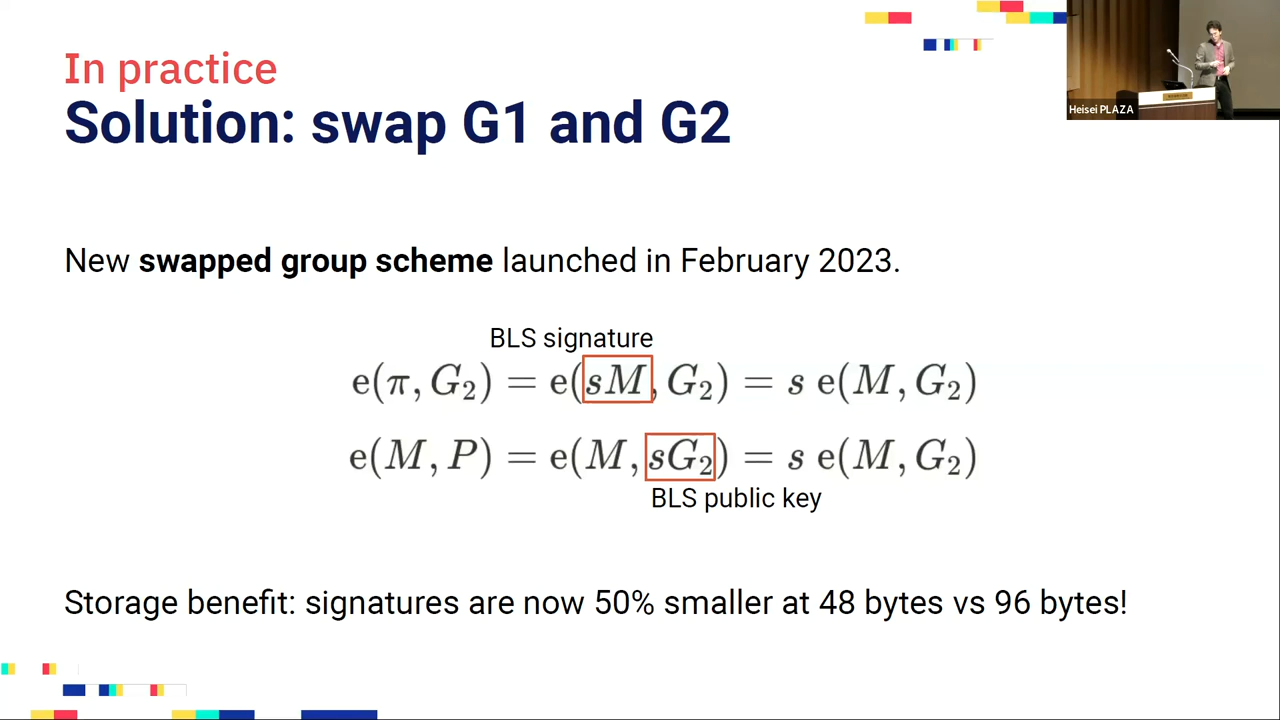 In practice
Solution: swap G1 and G2
Heisei PLAZA
New swapped group scheme launched in February 2023.
BLS signature
e(π, G₂) = e(sM, G₂) = s e(M, G₂)
e(M, P) = e(M, sG₂) = s e(M, G₂)
BLS public key
Storage benefit: signatures are now 50% smaller at 48 bytes vs 96 bytes!